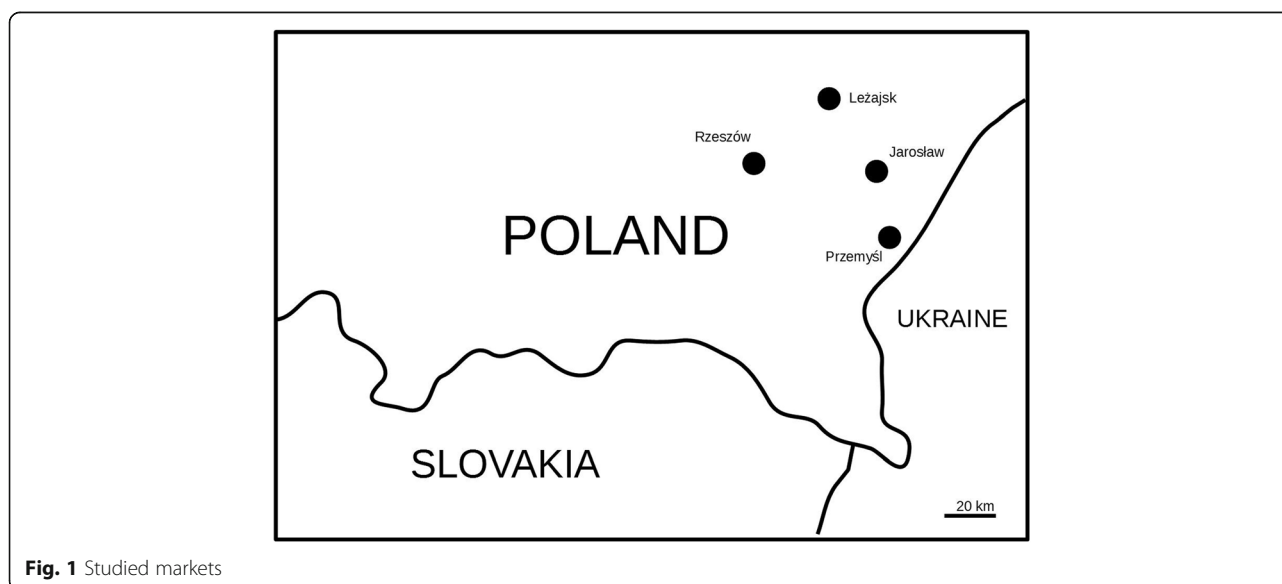 Leżajsk
Rzeszów
Jarosław
POLAND
Przemyśl
UKRAINE
SLOVAKIA
20 km
Fig. 1 Studied markets